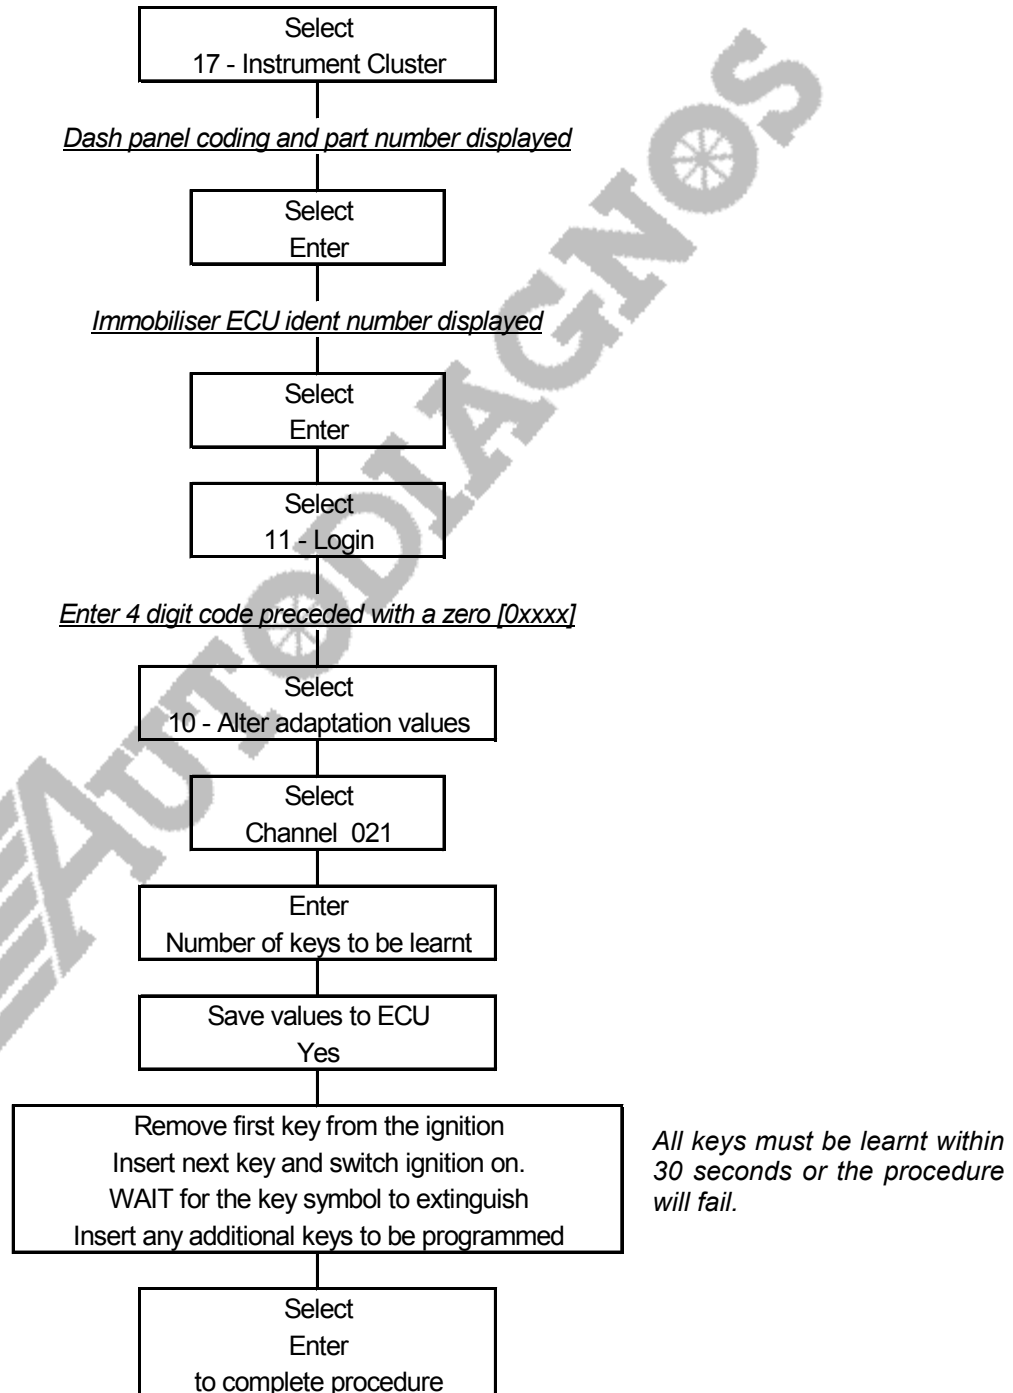 Select
17 - Instrument Cluster
Dash panel coding and part number displayed
Select
Enter
Immobiliser ECU ident number displayed
Select
Enter
Select
11 - Login
Enter 4 digit code preceded with a zero [0xxxx]
Select
10 - Alter adaptation values
Select
Channel 021
Enter
Number of keys to be learnt
Save values to ECU
Yes
Remove first key from the ignition
Insert next key and switch ignition on.
WAIT for the key symbol to extinguish
Insert any additional keys to be programmed
All keys must be learnt within
30 seconds or the procedure
will fail.
Select
Enter
to complete procedure
AUTODIAGNOS